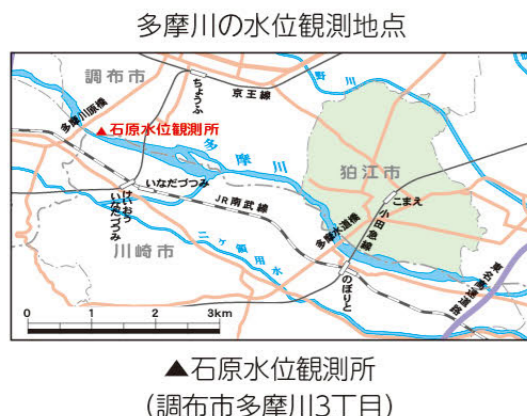 多摩川の水位観測地点
調布市
ちょうふ
京王線
野川
多摩川原橋
▲石原水位観測所
多摩川
狛江市
いなだづつみ
けいおう
いなだづつみ
JR南武線
こまえ
多摩水道橋
小田急線
川崎市
二ヶ領用水
のぼりと
東名高速道路
0 1 2 3km
▲石原水位観測所
(調布市多摩川3丁目)